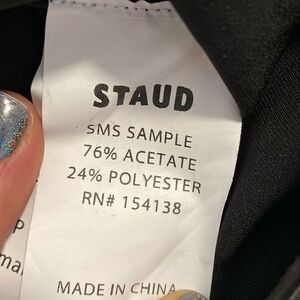 STAUD
SMS SAMPLE
76% ACETATE
24% POLYESTER
RN# 154138
MADE IN CHINA